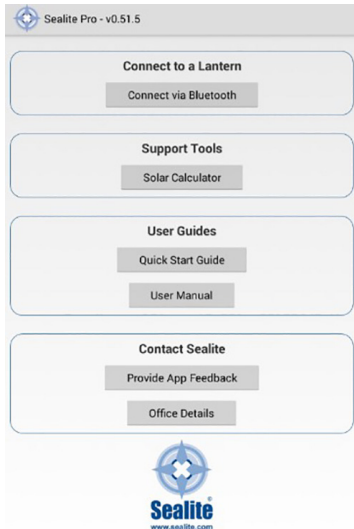 Sealite Pro - v0.51.5
Connect to a Lantern
Connect via Bluetooth
Support Tools
Solar Calculator
User Guides
Quick Start Guide
User Manual
Contact Sealite
Provide App Feedback
Office Details
Sealite®
www.sealite.com